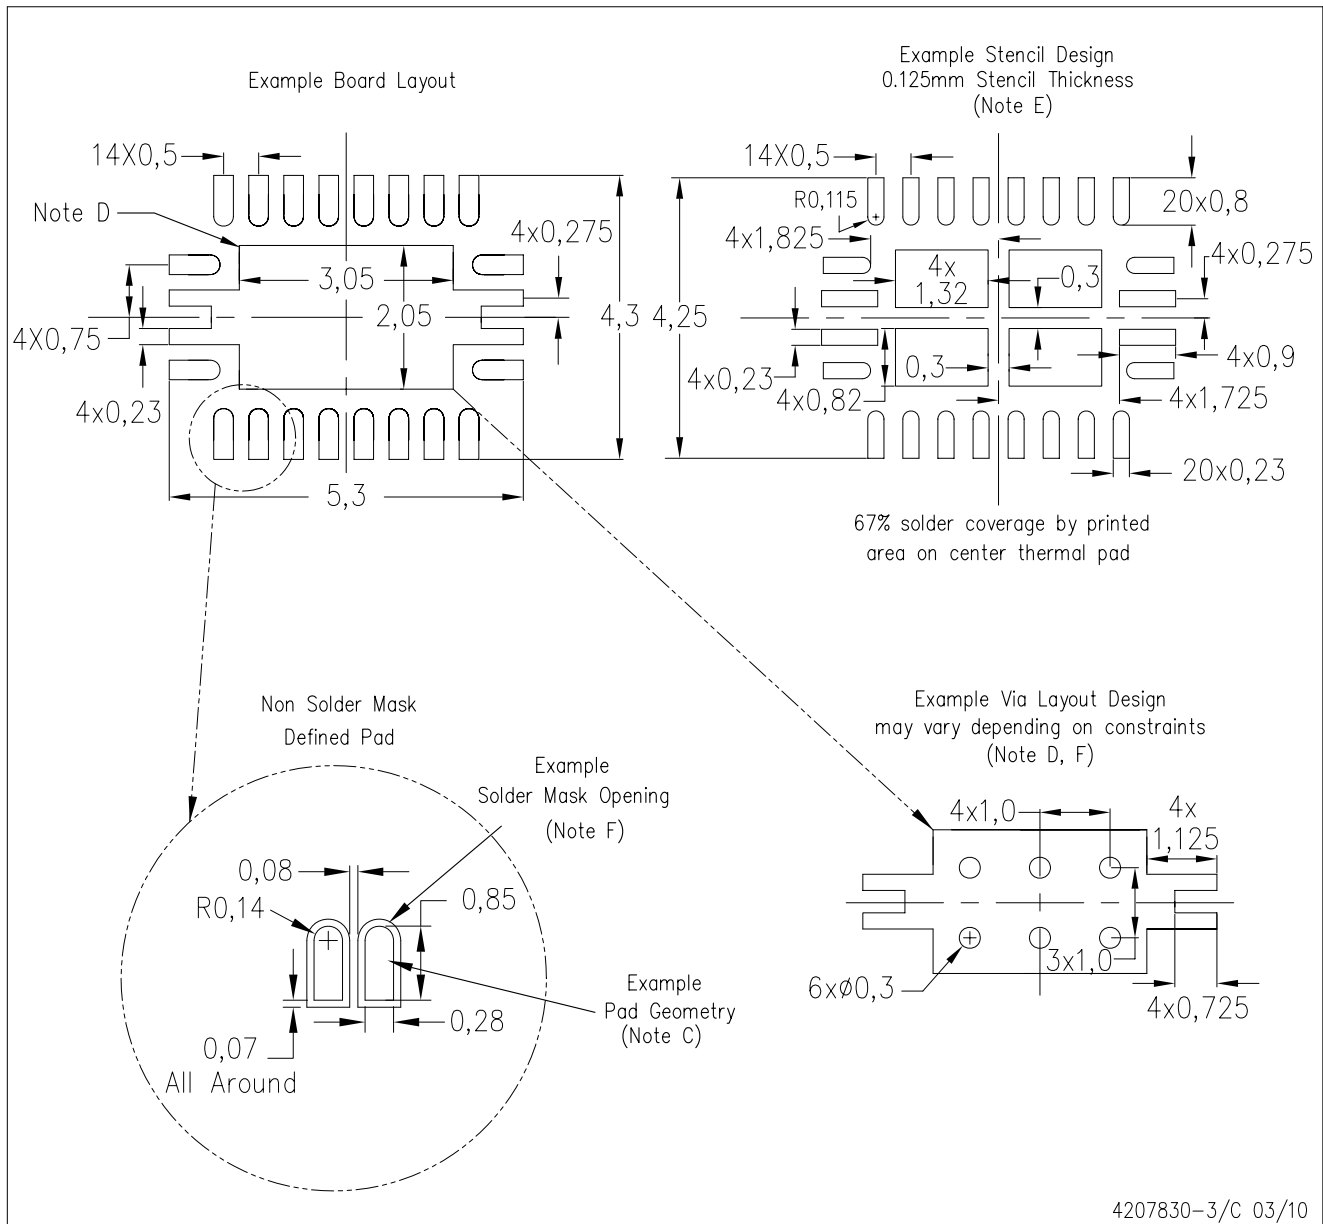 Example Board Layout
14X0,5
Note D
4x0,275
3,05
2,05
4,3
4X0,75
4x0,23
5,3
Example Stencil Design
0.125mm Stencil Thickness
(Note E)
14X0,5
R0,115
20x0,8
4x1,825
4x0,275
4x
1,32
0,3
4,25
0,3
4x0,9
4x0,23
4x0,82
4x1,725
20x0,23
67% solder coverage by printed
area on center thermal pad
Non Solder Mask
Defined Pad
Example
Solder Mask Opening
(Note F)
0,08
R0,14
0,85
Example
Pad Geometry
(Note C)
0,28
0,07
All Around
Example Via Layout Design
may vary depending on constraints
(Note D, F)
4x1,0
4x
1,125
3x1,0
6xø0,3
4x0,725
4207830-3/C 03/10